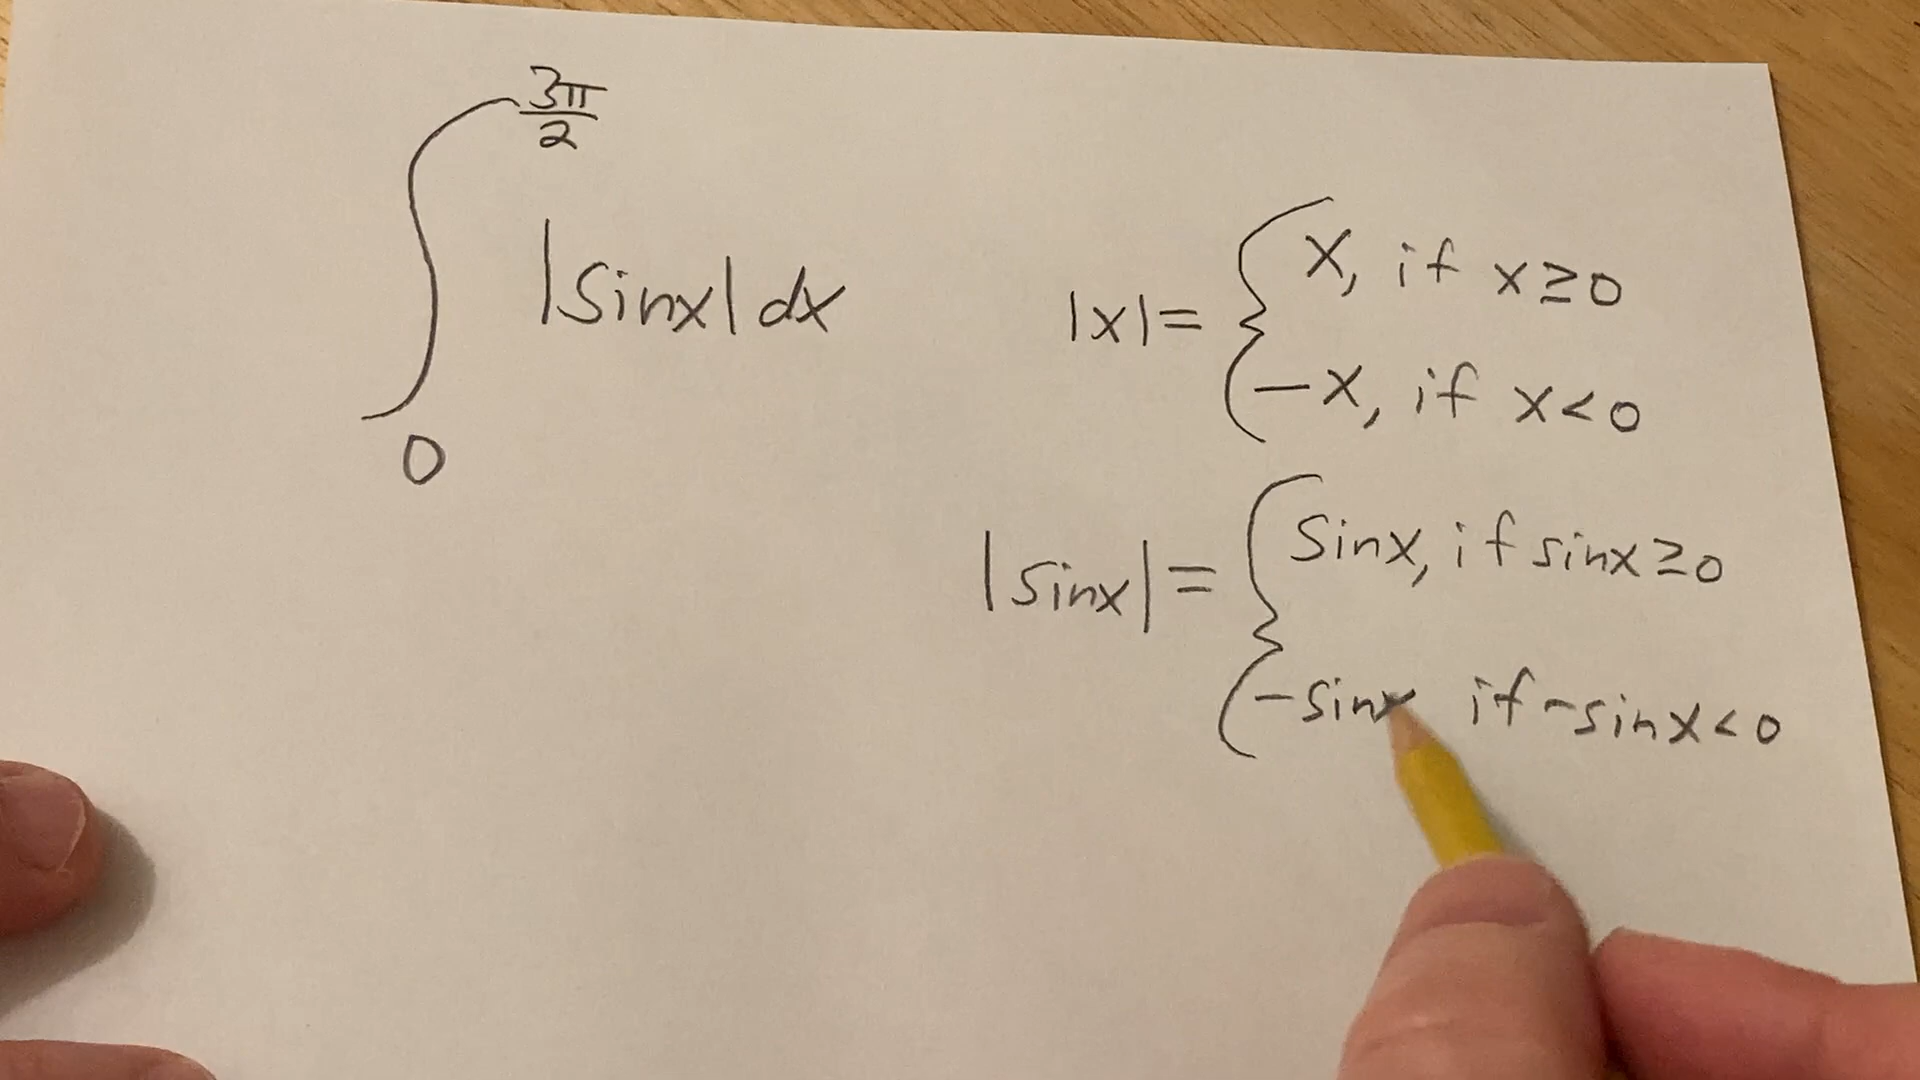 ∫₀^(3π/2) |sinx| dx
|x| = { x, if x ≥ 0
-x, if x < 0
|sinx| = { sinx, if sinx ≥ 0
-sinx if -sinx < 0